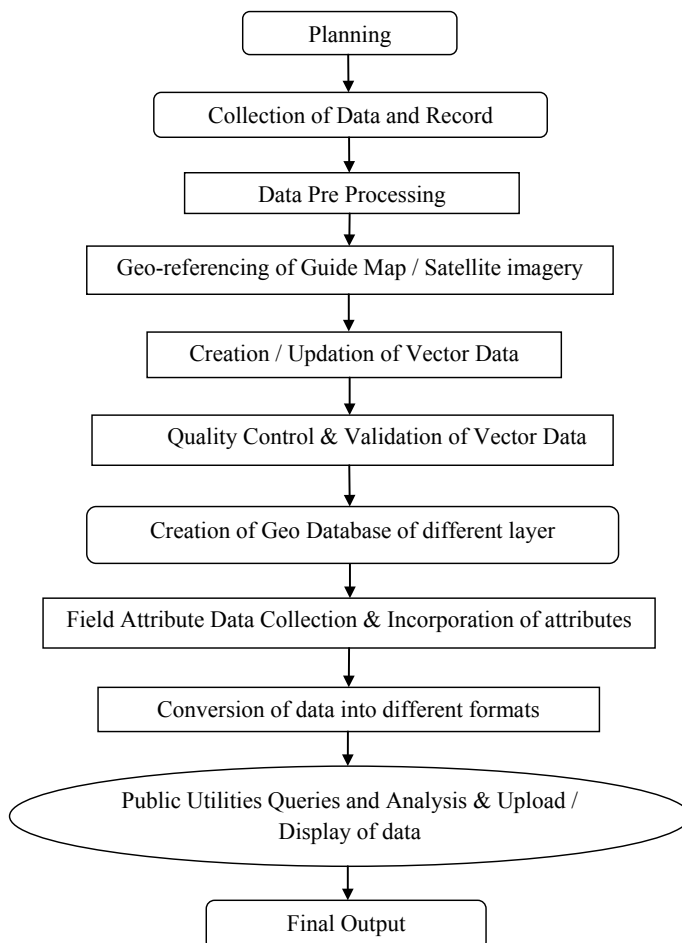 Planning
Collection of Data and Record
Data Pre Processing
Geo-referencing of Guide Map / Satellite imagery
Creation / Updation of Vector Data
Quality Control & Validation of Vector Data
Creation of Geo Database of different layer
Field Attribute Data Collection & Incorporation of attributes
Conversion of data into different formats
Public Utilities Queries and Analysis & Upload /
Display of data
Final Output